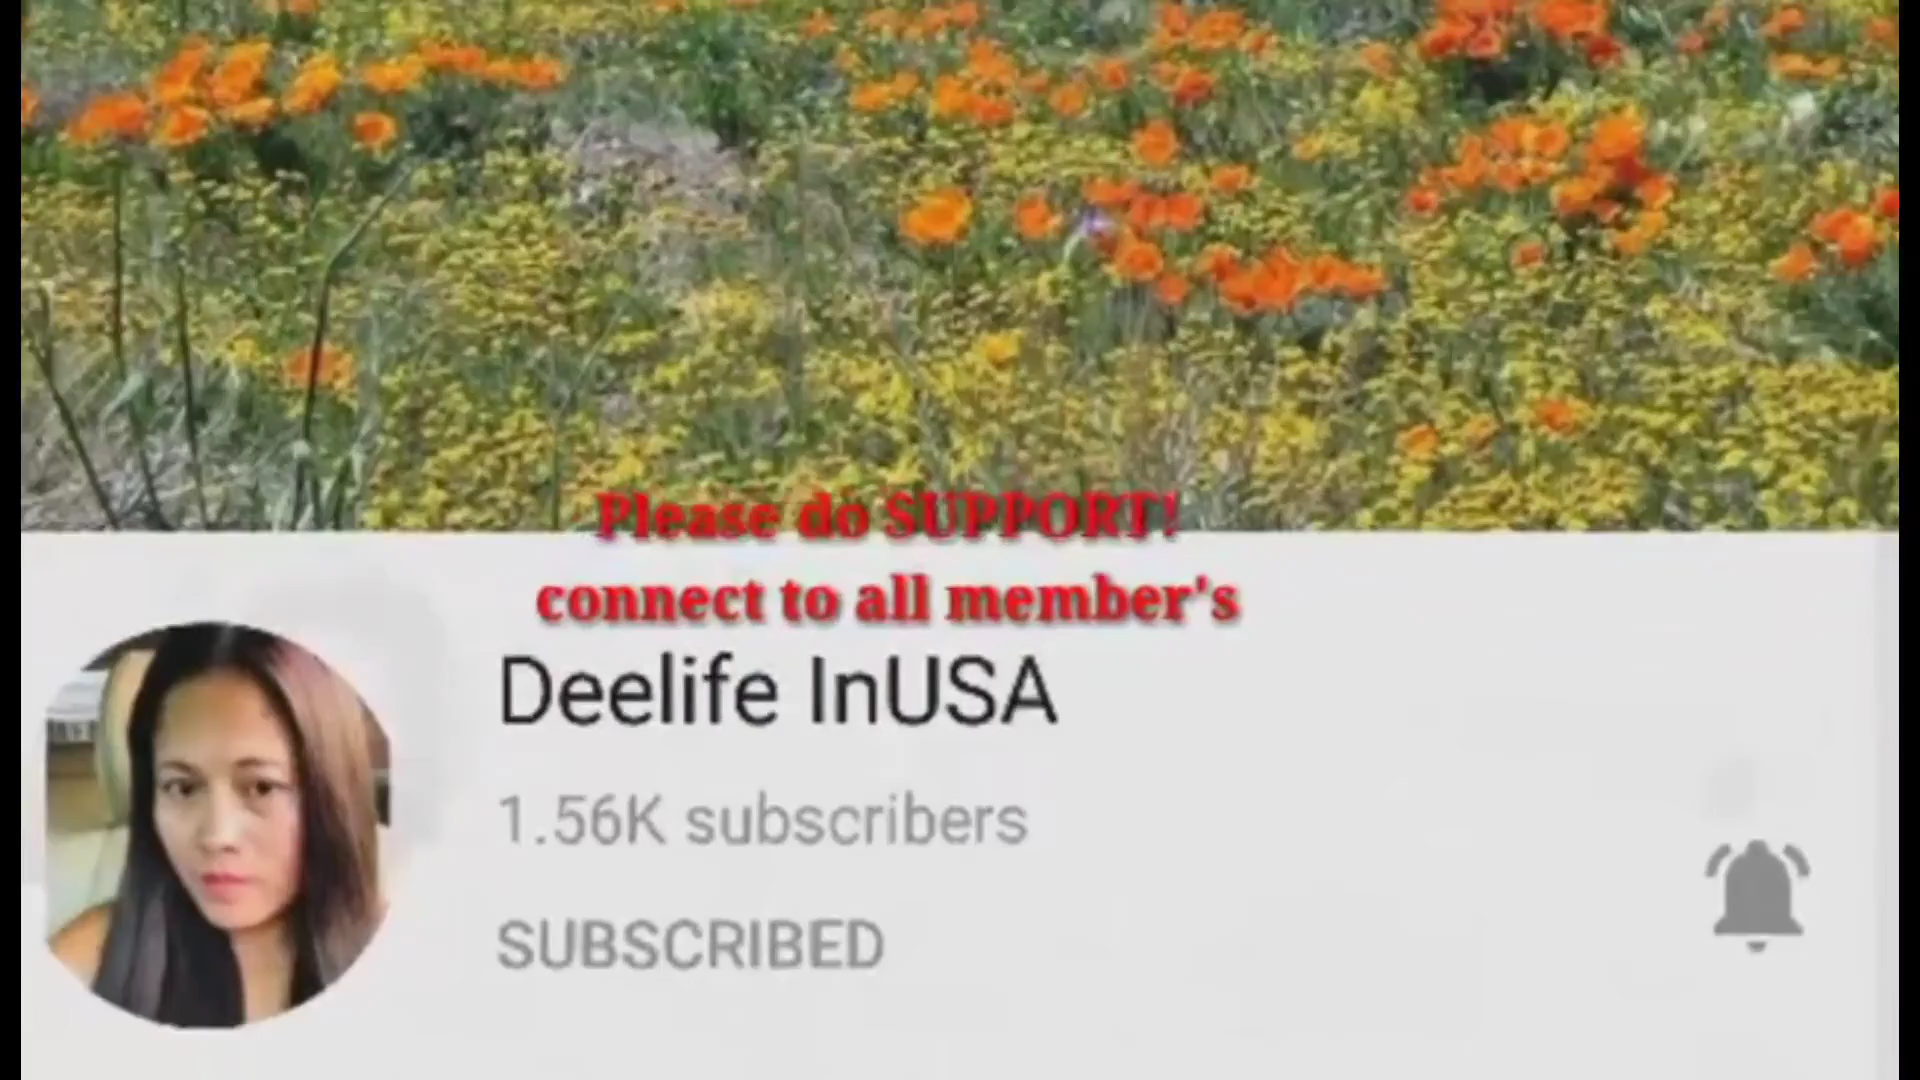 Please do SUPPORT!
connect to all member's
Deelife InUSA
1.56K subscribers
SUBSCRIBED